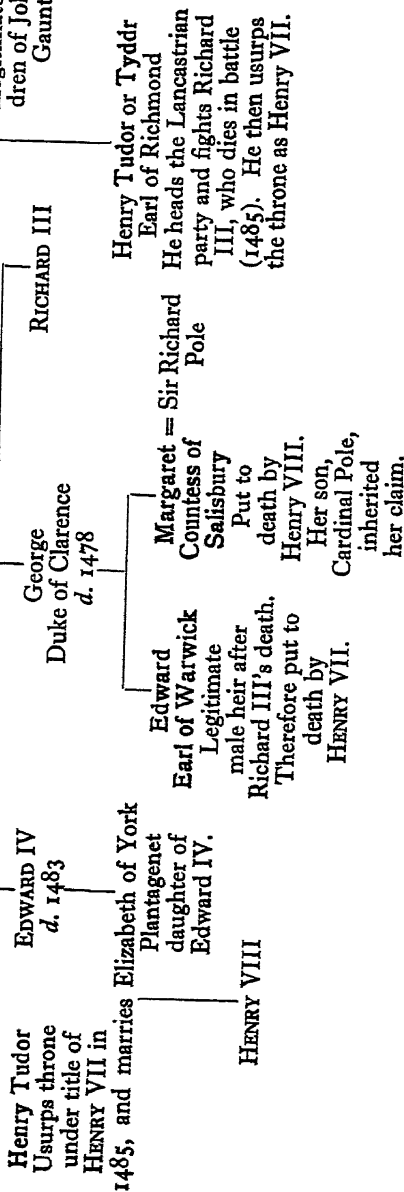 dren of
Gaunt
EDWARD IV
d. 1483
George
Duke of Clarence
d. 1478
RICHARD III
Henry Tudor
Usurps throne
under title of
HENRY VII in
1485, and marries
Elizabeth of York
Plantagenet
daughter of
Edward IV.
HENRY VIII
Edward
Earl of Warwick
Legitimate
male heir after
Richard III's death.
Therefore put to
death by
HENRY VII.
Margaret = Sir Richard
Countess of Pole
Salisbury
Put to
death by
Henry VIII.
Her son,
Cardinal Pole,
inherited
her claim.
Henry Tudor or Tyddr
Earl of Richmond
He heads the Lancastrian
party and fights Richard
III, who dies in battle
(1485). He then usurps
the throne as Henry VII.